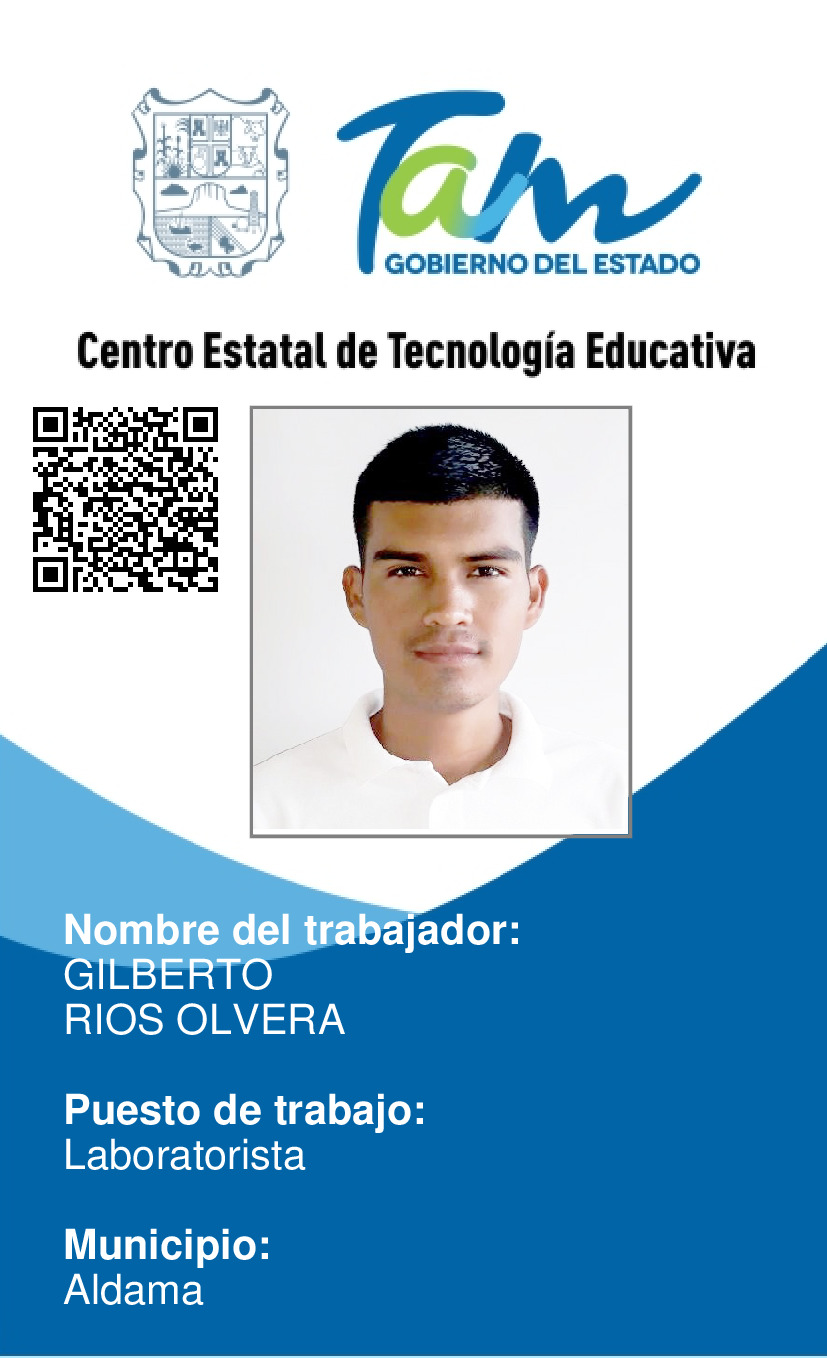 Tam
GOBIERNO DEL ESTADO
Centro Estatal de Tecnología Educativa
Nombre del trabajador:
GILBERTO
RIOS OLVERA
Puesto de trabajo:
Laboratorista
Municipio:
Aldama